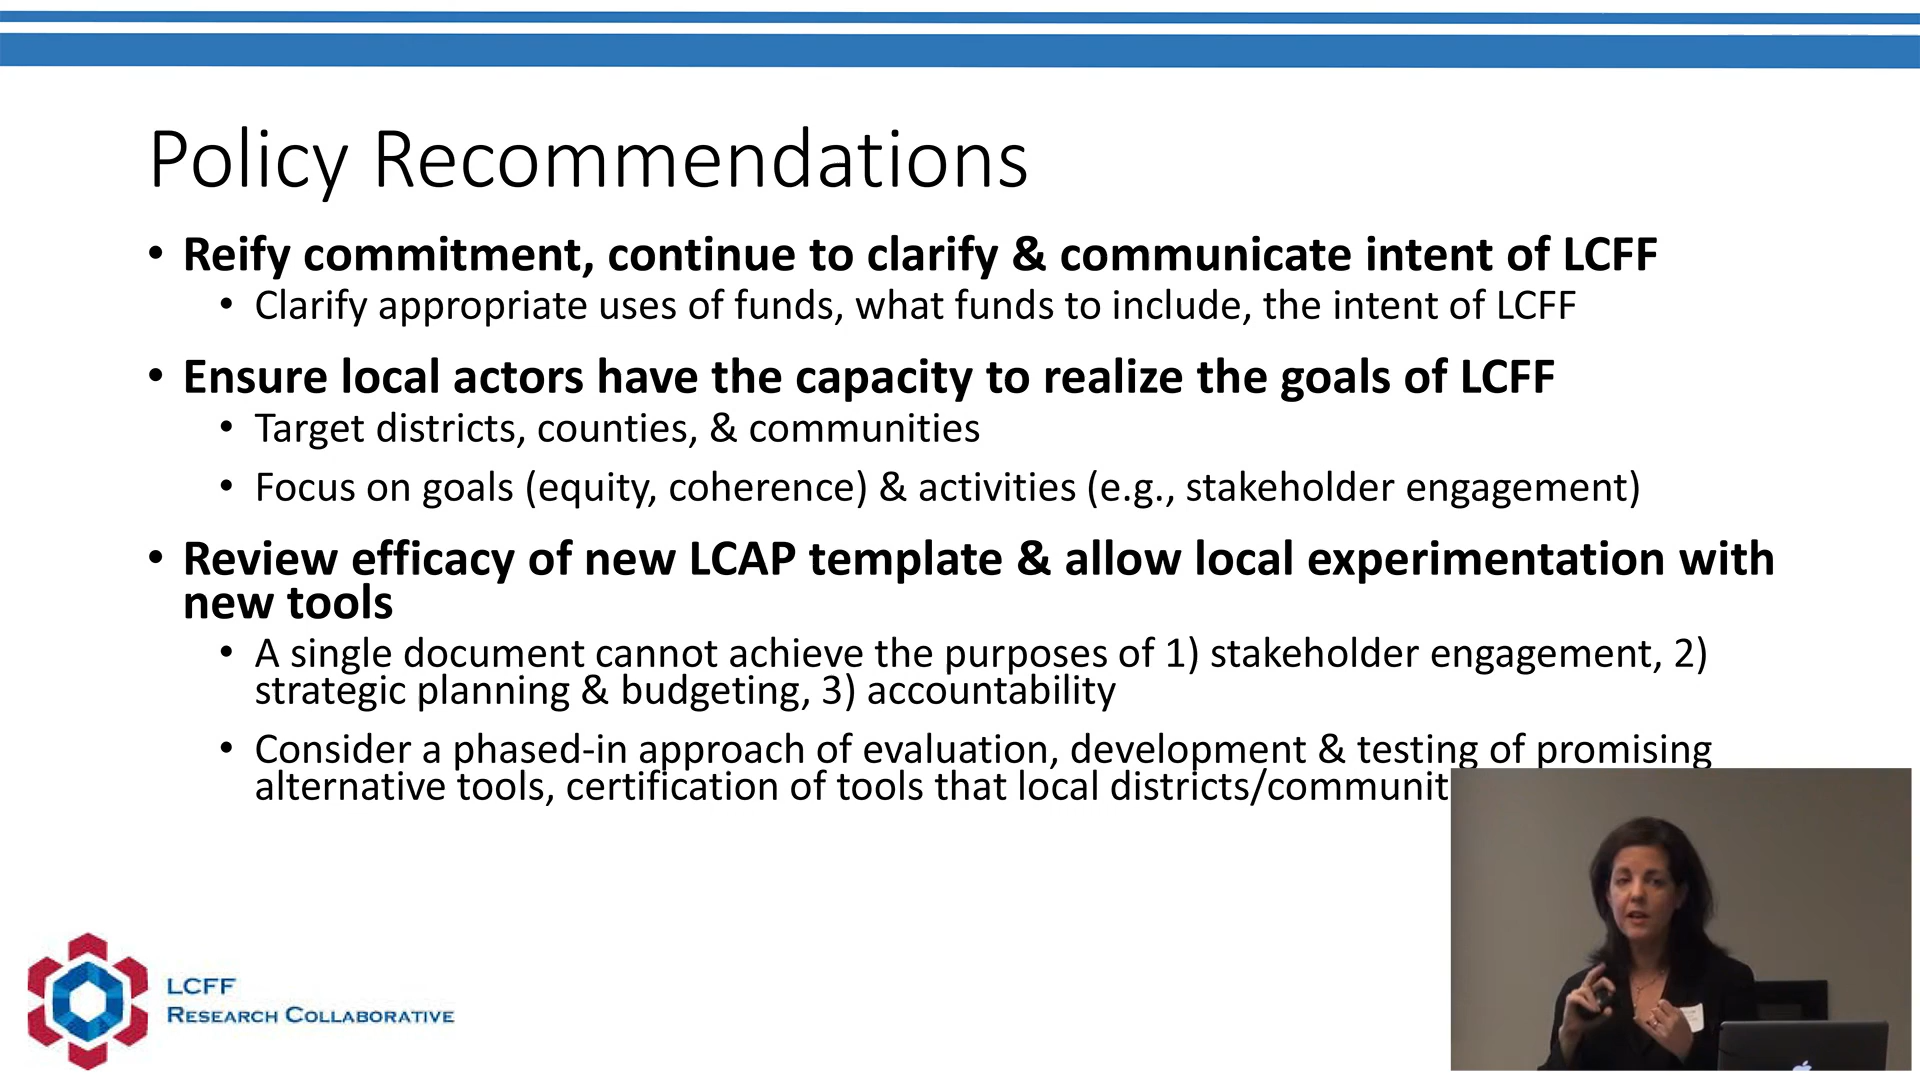 Policy Recommendations
• Reify commitment, continue to clarify & communicate intent of LCFF
• Clarify appropriate uses of funds, what funds to include, the intent of LCFF
• Ensure local actors have the capacity to realize the goals of LCFF
• Target districts, counties, & communities
• Focus on goals (equity, coherence) & activities (e.g., stakeholder engagement)
• Review efficacy of new LCAP template & allow local experimentation with
new tools
• A single document cannot achieve the purposes of 1) stakeholder engagement, 2)
strategic planning & budgeting, 3) accountability
• Consider a phased-in approach of evaluation, development & testing of promising
alternative tools, certification of tools that local
LCFF
RESEARCH COLLABORATIVE